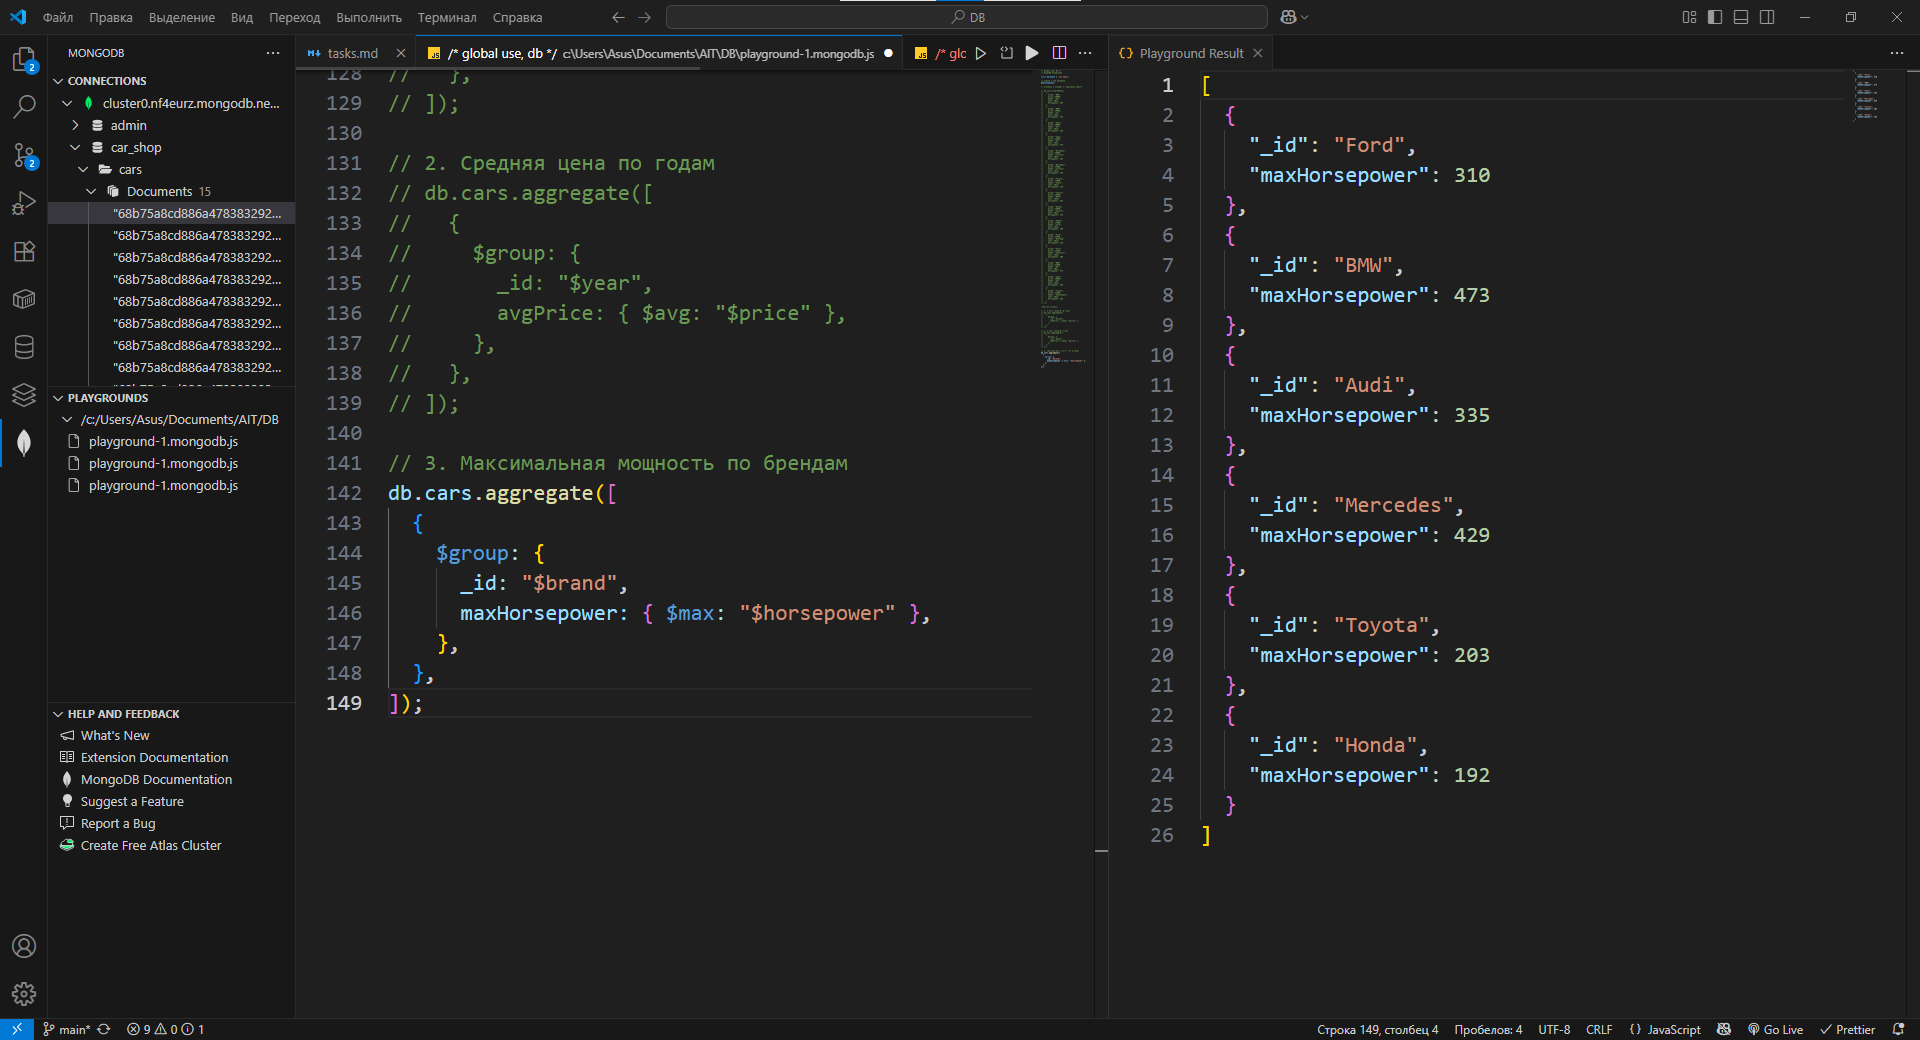 Файл Правка Выделение Вид Переход Выполнить Терминал Справка
DB
MONGODB
CONNECTIONS
cluster0.nf4eurz.mongodb.ne...
admin
car_shop
cars
Documents 15
"68b75a8cd886a478383292...
"68b75a8cd886a478383292...
"68b75a8cd886a478383292...
"68b75a8cd886a478383292...
"68b75a8cd886a478383292...
"68b75a8cd886a478383292...
"68b75a8cd886a478383292...
"68b75a8cd886a478383292...
PLAYGROUNDS
/c:/Users/Asus/Documents/AIT/DB
playground-1.mongodb.js
playground-1.mongodb.js
playground-1.mongodb.js
HELP AND FEEDBACK
What's New
Extension Documentation
MongoDB Documentation
Suggest a Feature
Report a Bug
Create Free Atlas Cluster
tasks.md
/* global use, db */ c:\Users\Asus\Documents\AIT\DB\playground-1.mongodb.js
/* glo
128 // },
129 // ]);
130
131 // 2. Средняя цена по годам
132 // db.cars.aggregate([
133 // {
134 // $group: {
135 // _id: "$year",
136 // avgPrice: { $avg: "$price" },
137 // },
138 // },
139 // ]);
140
141 // 3. Максимальная мощность по брендам
142 db.cars.aggregate([
143 {
144 $group: {
145 _id: "$brand",
146 maxHorsepower: { $max: "$horsepower" },
147 },
148 },
149 ]);
Playground Result
1 [
2 {
3 "_id": "Ford",
4 "maxHorsepower": 310
5 },
6 {
7 "_id": "BMW",
8 "maxHorsepower": 473
9 },
10 {
11 "_id": "Audi",
12 "maxHorsepower": 335
13 },
14 {
15 "_id": "Mercedes",
16 "maxHorsepower": 429
17 },
18 {
19 "_id": "Toyota",
20 "maxHorsepower": 203
21 },
22 {
23 "_id": "Honda",
24 "maxHorsepower": 192
25 }
26 ]
main* 9 0 1
Строка 149, столбец 4 Пробелов: 4 UTF-8 CRLF {} JavaScript Go Live Prettier